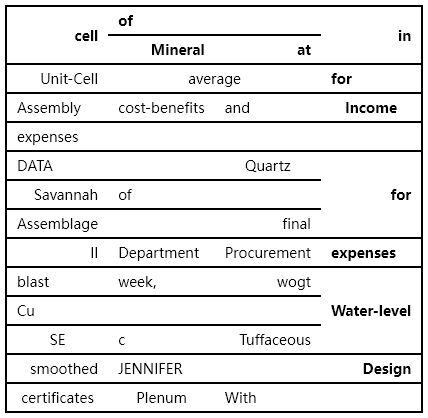 of
cell in
Mineral at
Unit-Cell average for
Assembly cost-benefits and Income
expenses
DATA Quartz
Savannah of for
Assemblage final
II Department Procurement expenses
blast week, wogt
Cu Water-level
SE c Tuffaceous
smoothed JENNIFER Design
certificates Plenum With